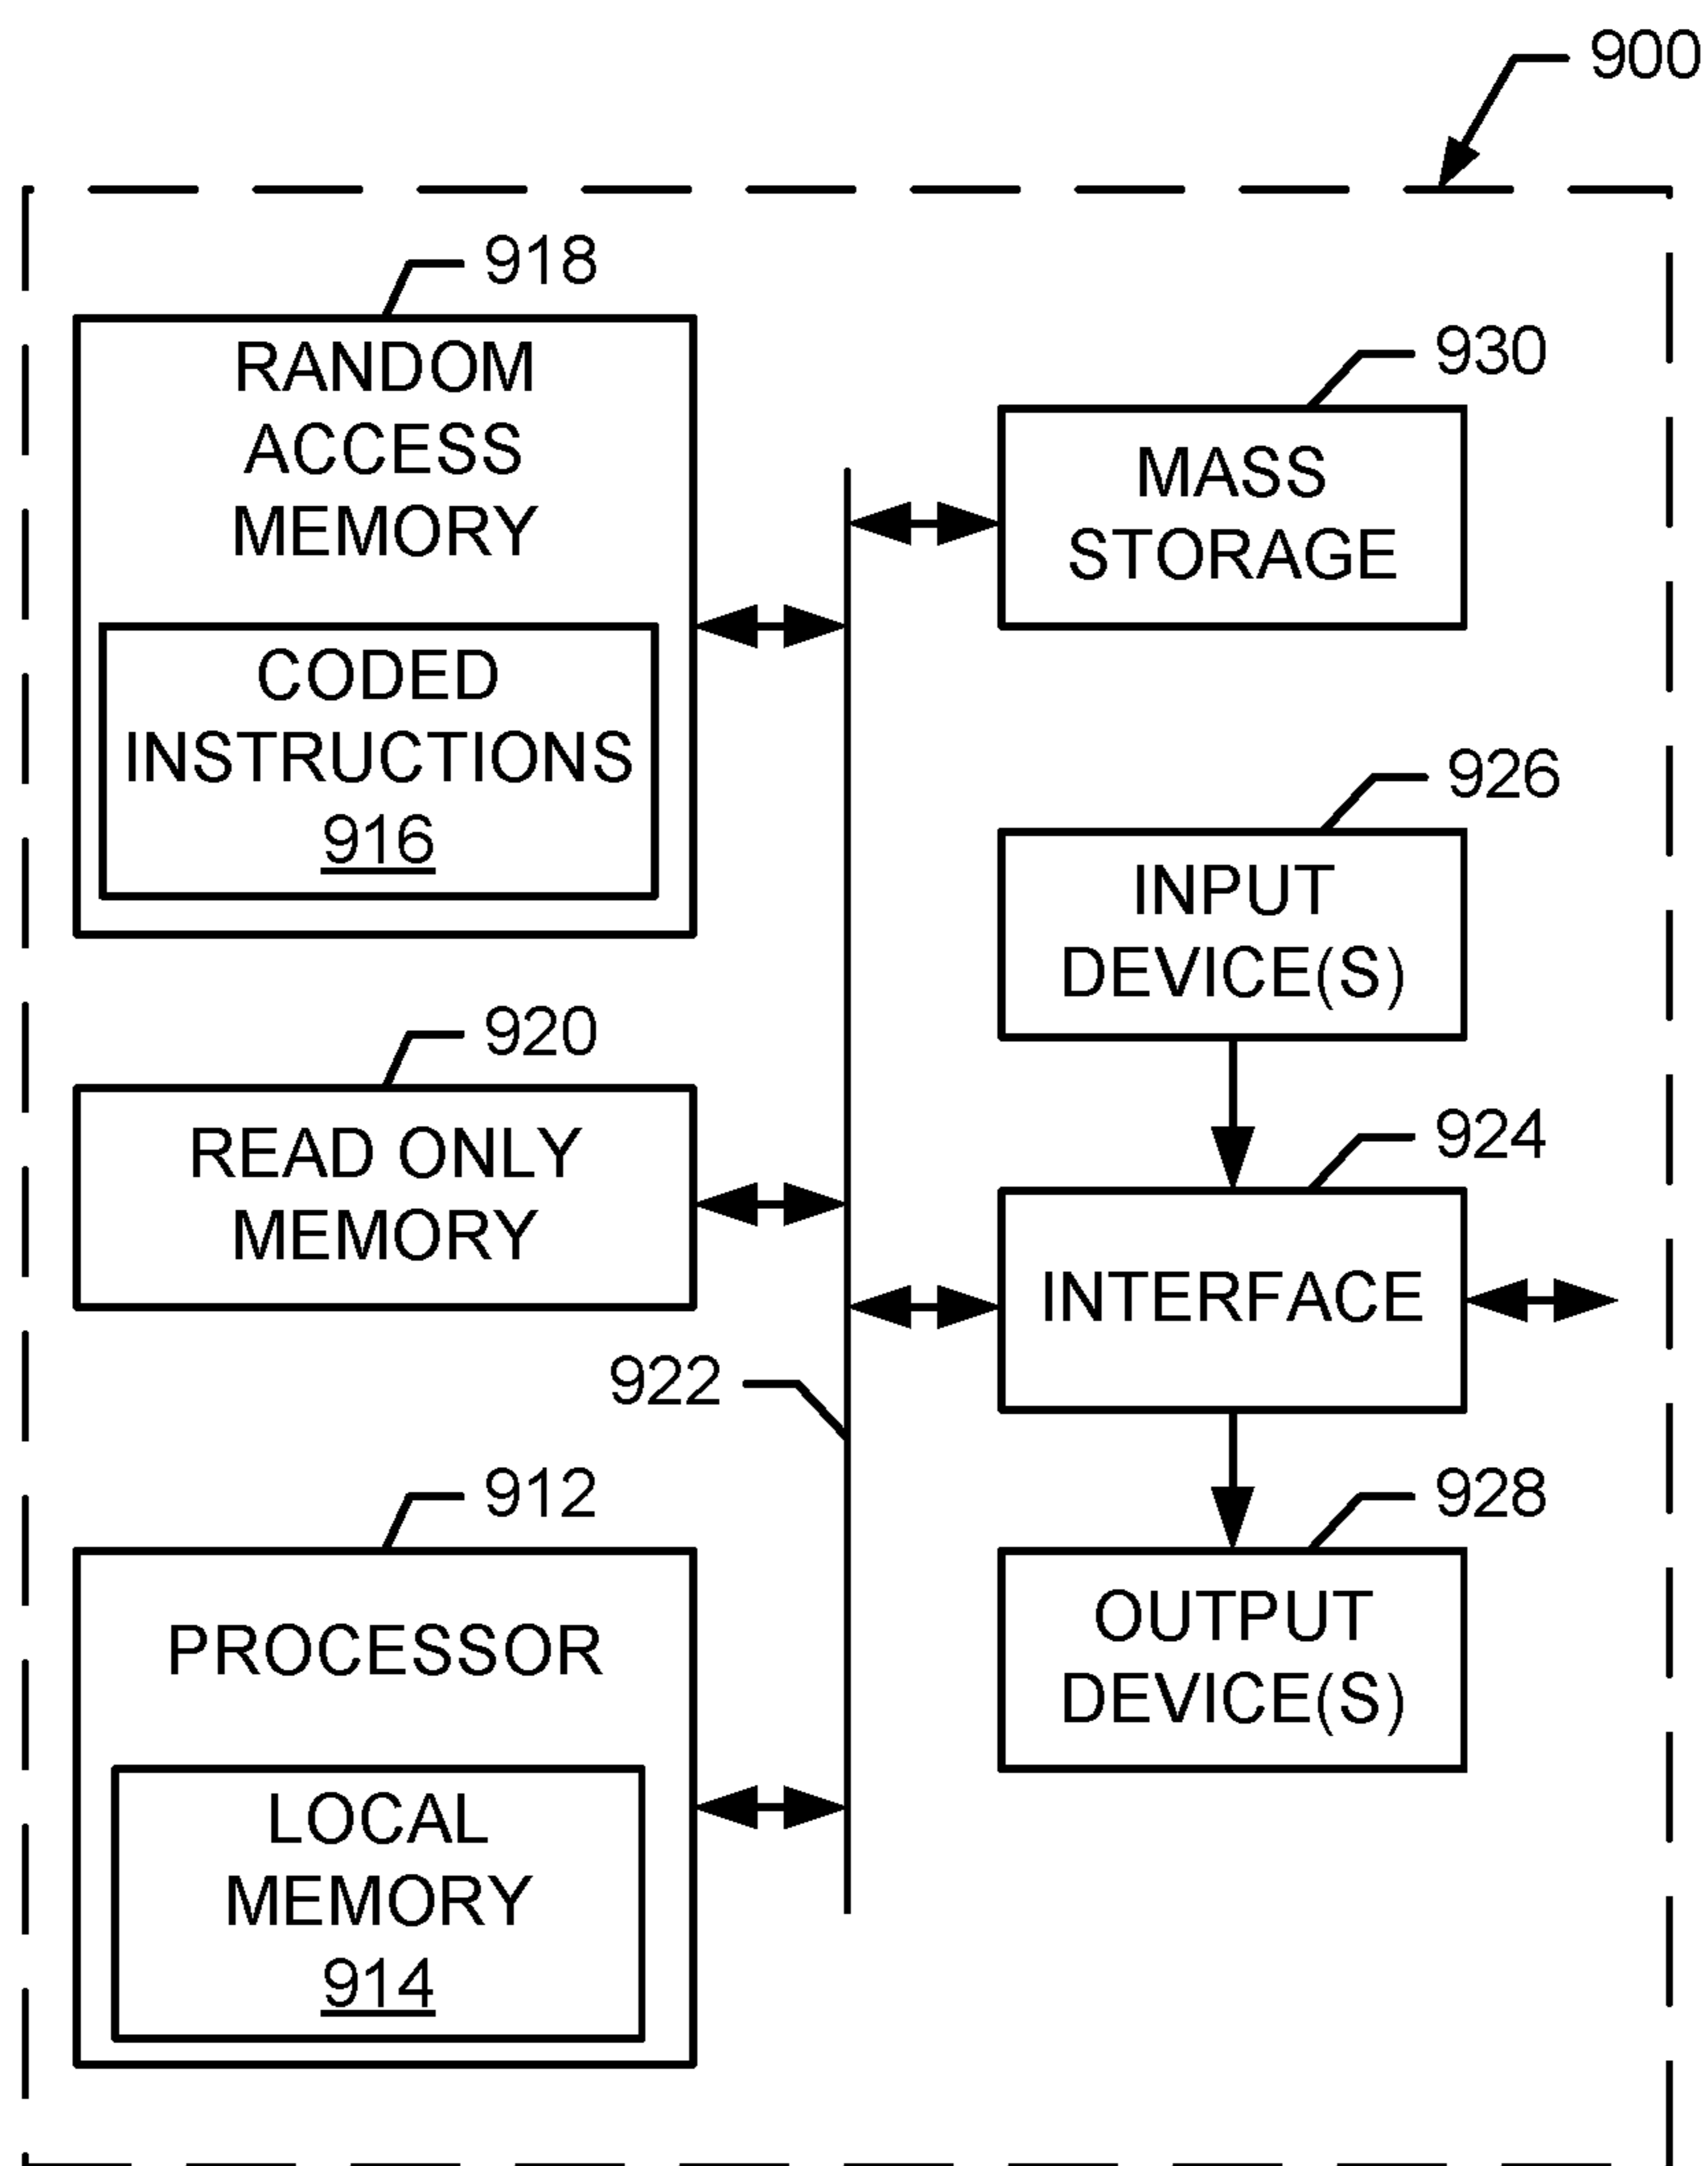 900
918
RANDOM
ACCESS
MEMORY
CODED
INSTRUCTIONS
916
930
MASS
STORAGE
926
INPUT
DEVICE(S)
920
READ ONLY
MEMORY
924
INTERFACE
922
912
PROCESSOR
LOCAL
MEMORY
914
928
OUTPUT
DEVICE(S)